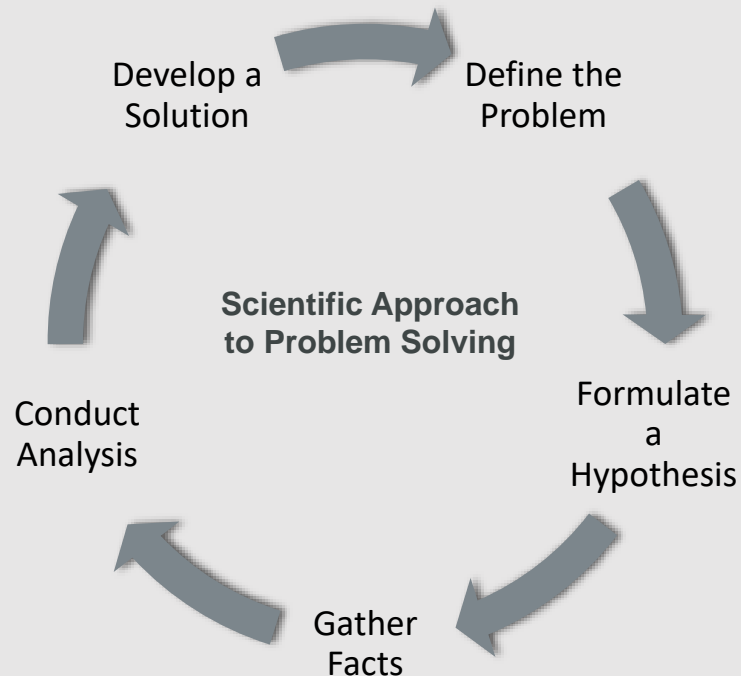 Develop a
Solution
Define the
Problem
Scientific Approach
to Problem Solving
Formulate
a
Hypothesis
Conduct
Analysis
Gather
Facts